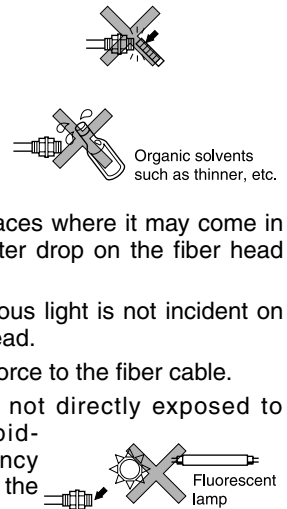 Organic solvents
such as thinner, etc.
aces where it may come in
ter drop on the fiber head
ous light is not incident on
ead.
orce to the fiber cable.
not directly exposed to
pid-
ncy
the
Fluorescent
lamp